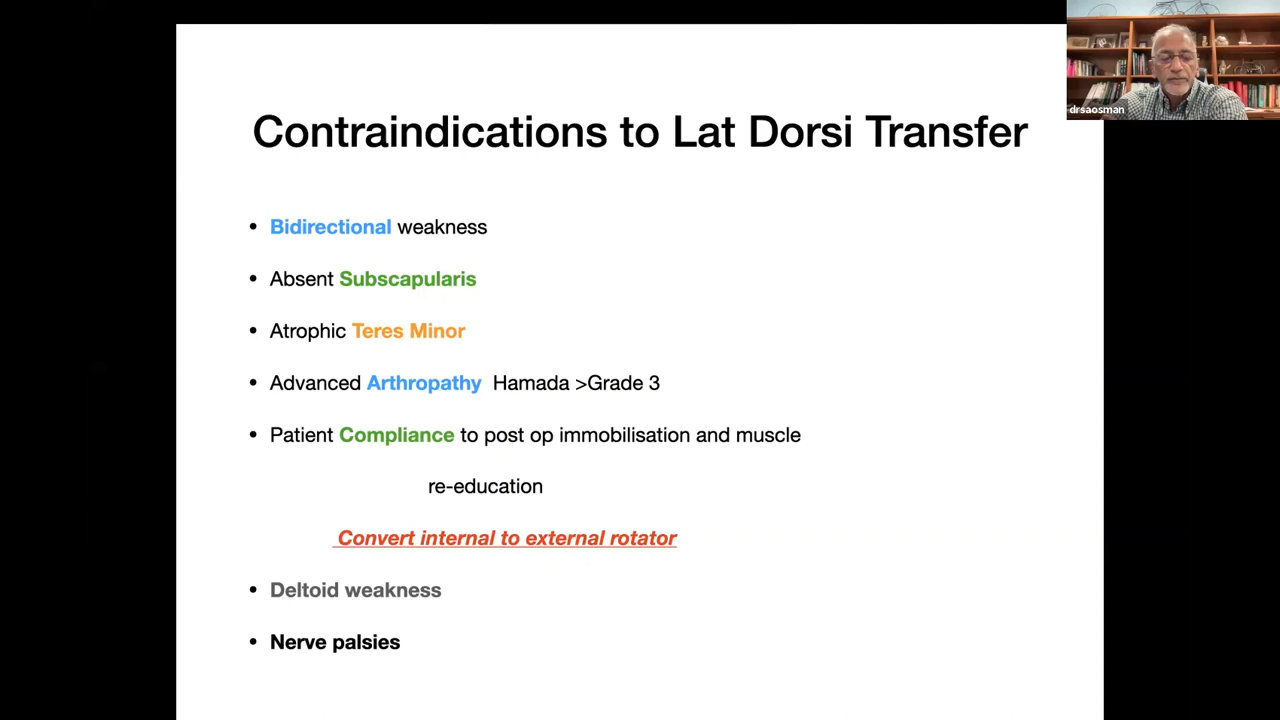 drsaosman
Contraindications to Lat Dorsi Transfer
• Bidirectional weakness
• Absent Subscapularis
• Atrophic Teres Minor
• Advanced Arthropathy Hamada >Grade 3
• Patient Compliance to post op immobilisation and muscle
re-education
Convert internal to external rotator
• Deltoid weakness
• Nerve palsies